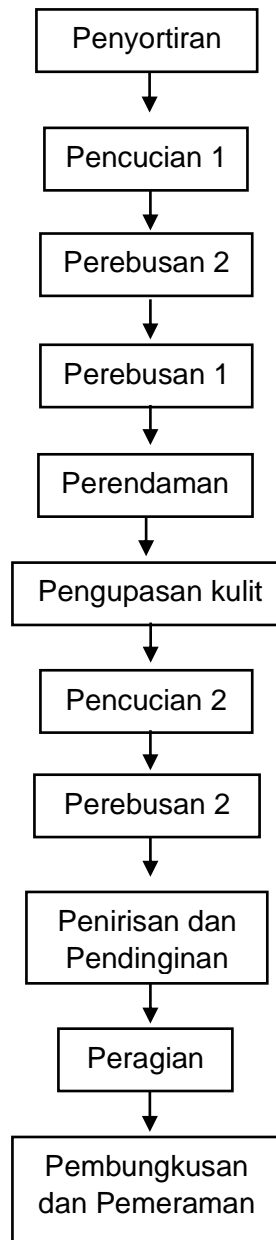 Penyortiran
Pencucian 1
Perebusan 2
Perebusan 1
Perendaman
Pengupasan kulit
Pencucian 2
Perebusan 2
Penirisan dan
Pendinginan
Peragian
Pembungkusan
dan Pemeraman